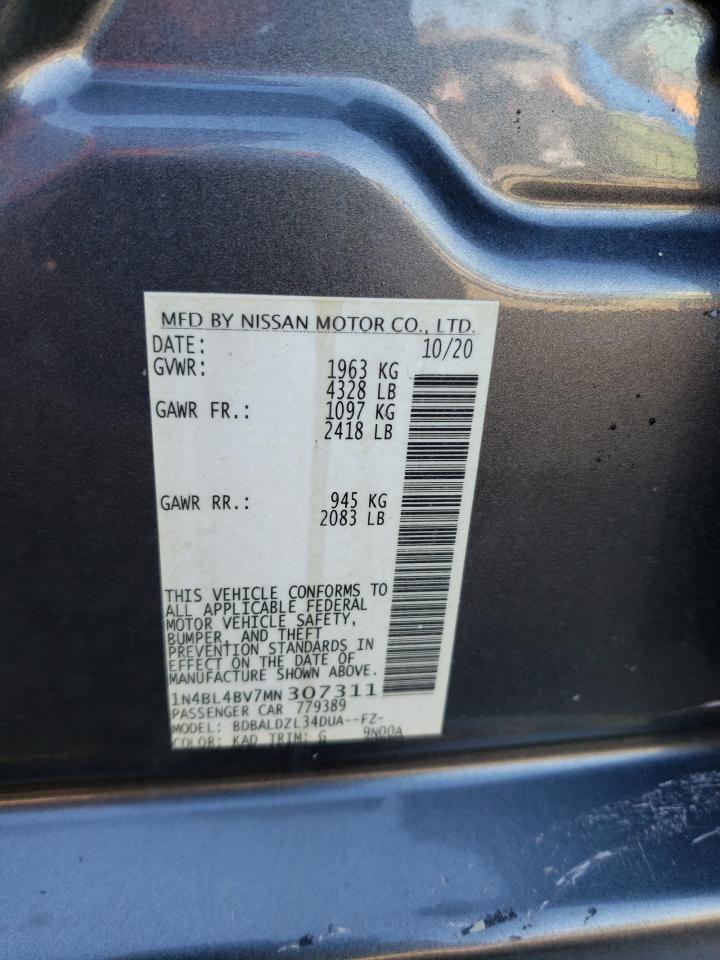 MFD BY NISSAN MOTOR CO., LTD.
DATE: 10/20
GVWR: 1963 KG
4328 LB
GAWR FR.: 1097 KG
2418 LB
GAWR RR.: 945 KG
2083 LB
THIS VEHICLE CONFORMS TO
ALL APPLICABLE FEDERAL
MOTOR VEHICLE SAFETY,
BUMPER, AND THEFT
PREVENTION STANDARDS IN
EFFECT ON THE DATE OF
MANUFACTURE SHOWN ABOVE.
1N4BL4BV7MN307311
PASSENGER CAR 779389
MODEL: BDBALDZL34DUA--FZ-
COLOR: KAD TRIM: G 9N00A